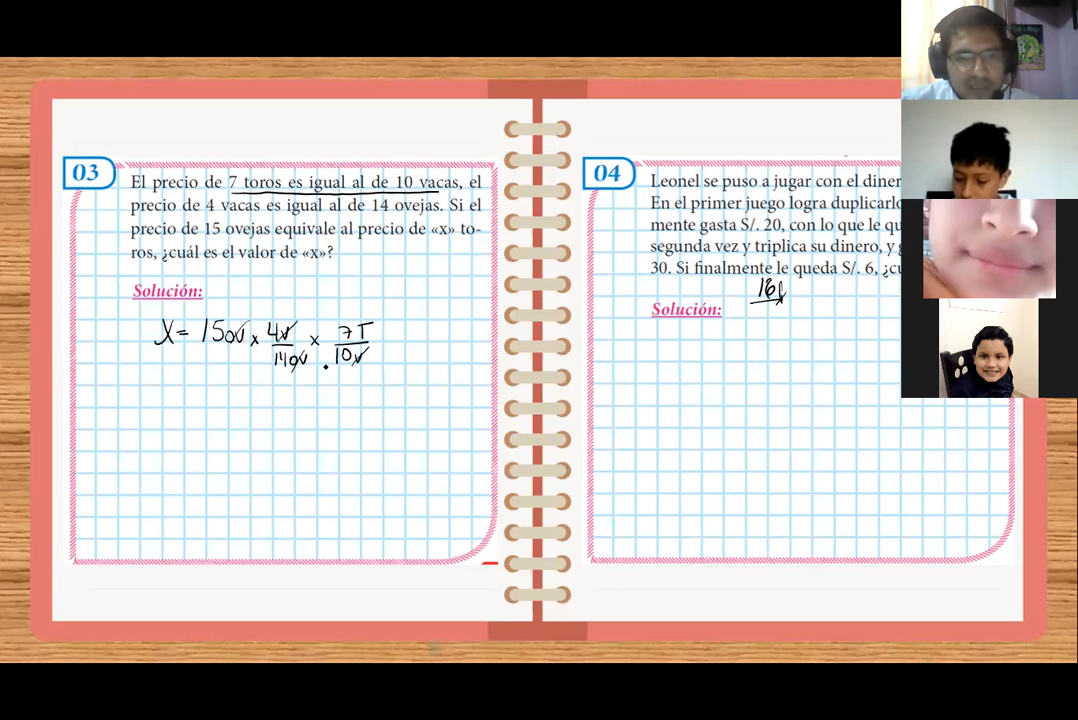 03
El precio de 7 toros es igual al de 10 vacas, el
precio de 4 vacas es igual al de 14 ovejas. Si el
precio de 15 ovejas equivale al precio de «x» to-
ros, ¿cuál es el valor de «x»?
Solución:
X = 15ov x 4v x 7T
14ov 10v
04
Leonel se puso a jugar con el diner
En el primer juego logra duplicarlo
mente gasta S/. 20, con lo que le qu
segunda vez y triplica su dinero, y
30. Si finalmente le queda S/. 6, ¿cu
Solución: